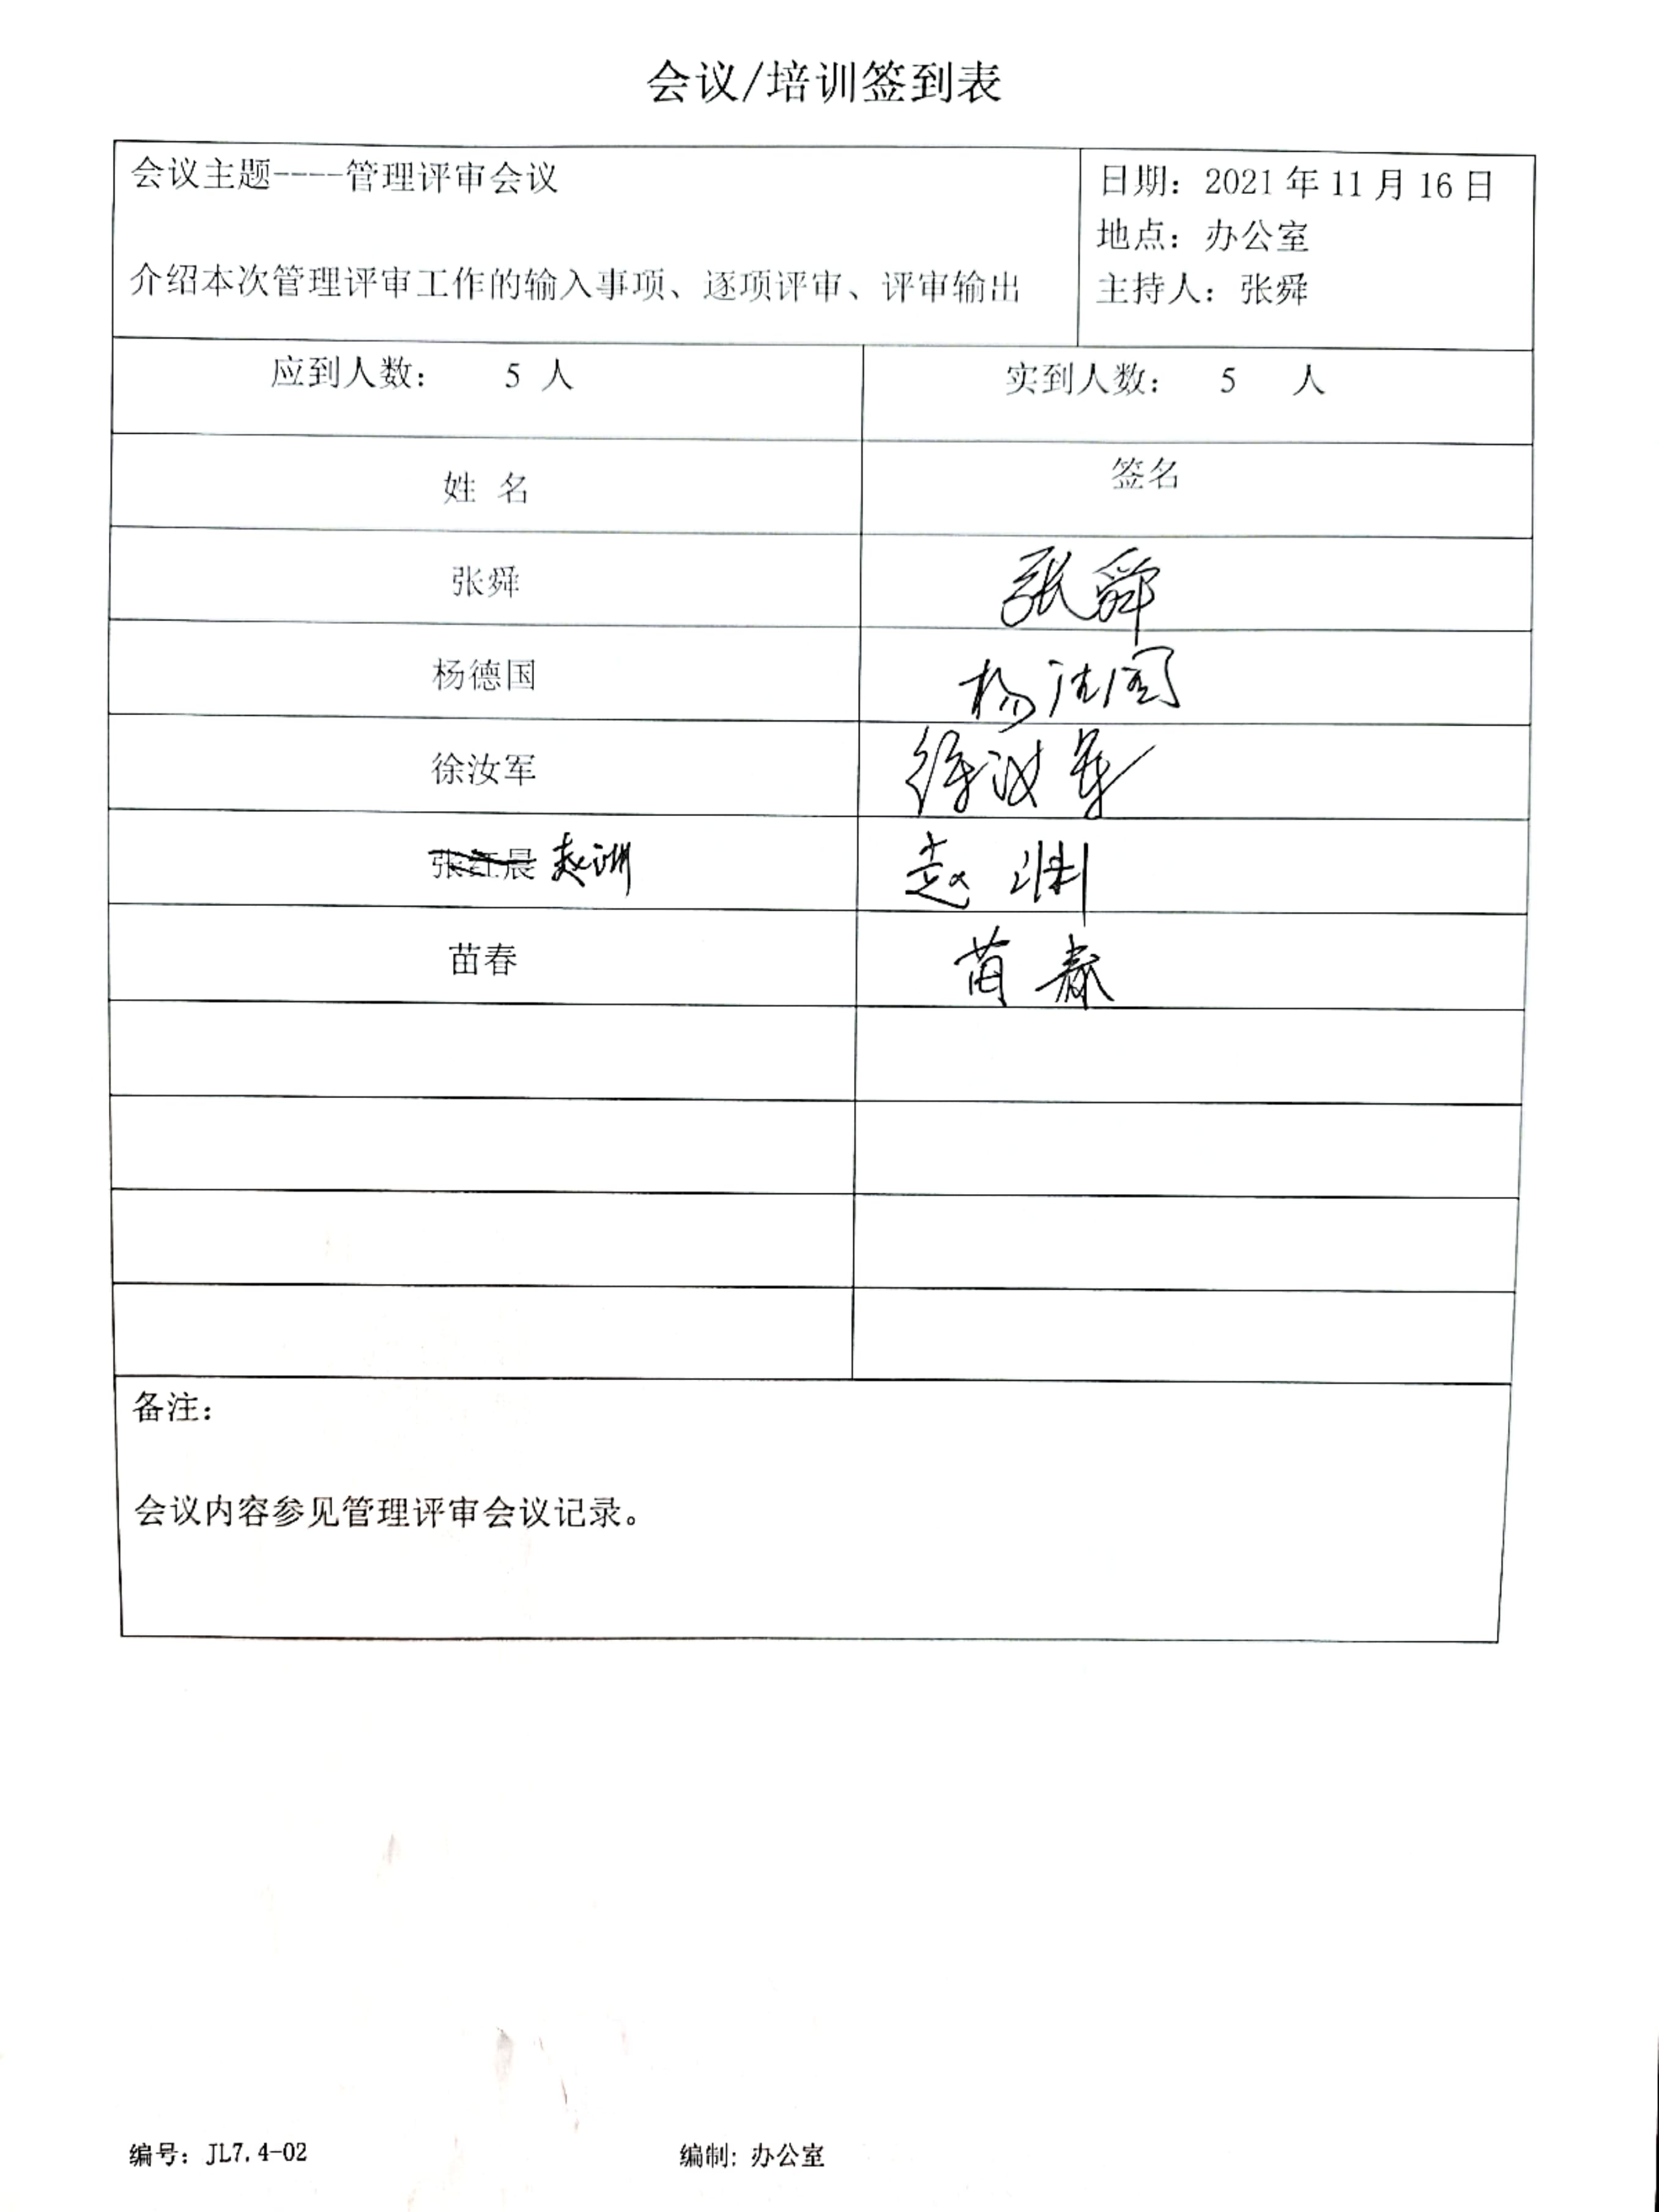 会议/培训签到表
会议主题----管理评审会议
介绍本次管理评审工作的输入事项、逐项评审、评审输出
日期：2021年11月16日
地点：办公室
主持人：张舜
应到人数： 5 人
实到人数： 5 人
姓 名
签名
张舜
张舜
杨德国
杨德国
徐汝军
徐汝军
张红晨 赵渊
赵渊
苗春
苗春
备注：
会议内容参见管理评审会议记录。
编号：JL7.4-02
编制：办公室